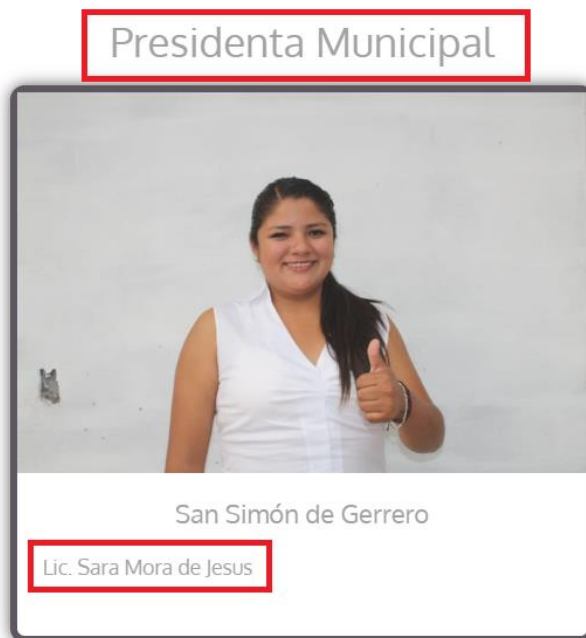 Presidenta Municipal
San Simón de Gerrero
Lic. Sara Mora de Jesus